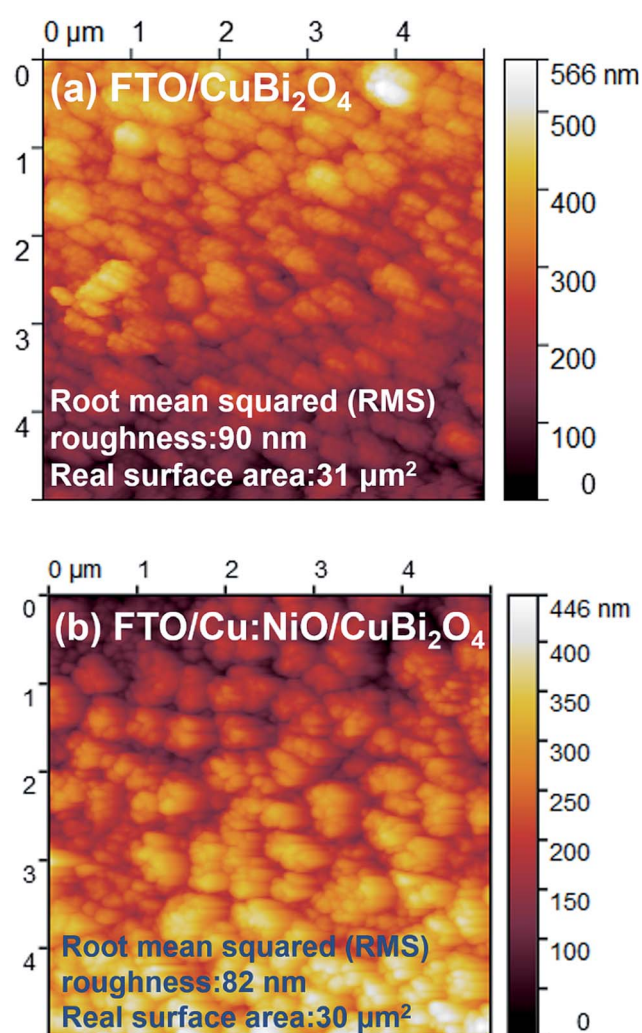 0 µm 1 2 3 4
0
1
2
3
4
(a) FTO/CuBi₂O₄
Root mean squared (RMS)
roughness:90 nm
Real surface area:31 µm²
566 nm
500
400
300
200
100
0
0 µm 1 2 3 4
0
1
2
3
4
(b) FTO/Cu:NiO/CuBi₂O₄
Root mean squared (RMS)
roughness:82 nm
Real surface area:30 µm²
446 nm
400
350
300
250
200
150
100
0